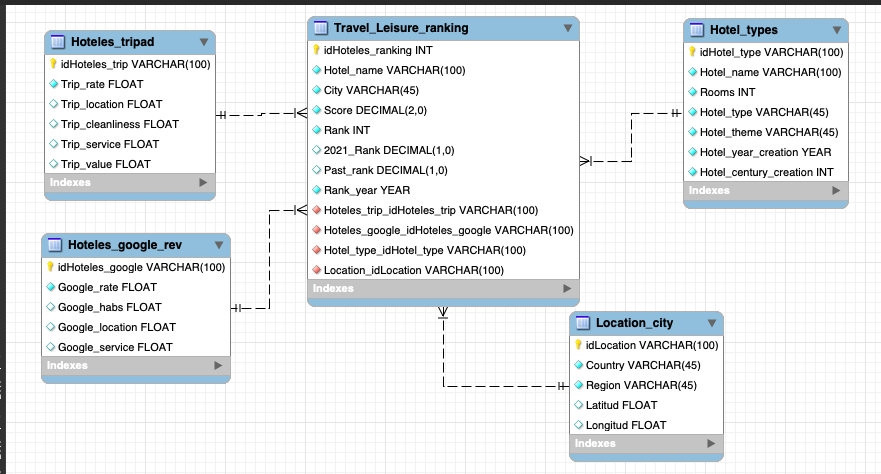 Hoteles_tripad
idHoteles_trip VARCHAR(100)
Trip_rate FLOAT
Trip_location FLOAT
Trip_cleanliness FLOAT
Trip_service FLOAT
Trip_value FLOAT
Indexes
Travel_Leisure_ranking
idHoteles_ranking INT
Hotel_name VARCHAR(100)
City VARCHAR(45)
Score DECIMAL(2,0)
Rank INT
2021_Rank DECIMAL(1,0)
Past_rank DECIMAL(1,0)
Rank_year YEAR
Hoteles_trip_idHoteles_trip VARCHAR(100)
Hoteles_google_idHoteles_google VARCHAR(100)
Hotel_type_idHotel_type VARCHAR(100)
Location_idLocation VARCHAR(100)
Indexes
Hotel_types
idHotel_type VARCHAR(100)
Hotel_name VARCHAR(100)
Rooms INT
Hotel_type VARCHAR(45)
Hotel_theme VARCHAR(45)
Hotel_year_creation YEAR
Hotel_century_creation INT
Indexes
Hoteles_google_rev
idHoteles_google VARCHAR(100)
Google_rate FLOAT
Google_habs FLOAT
Google_location FLOAT
Google_service FLOAT
Indexes
Location_city
idLocation VARCHAR(100)
Country VARCHAR(45)
Region VARCHAR(45)
Latitud FLOAT
Longitud FLOAT
Indexes